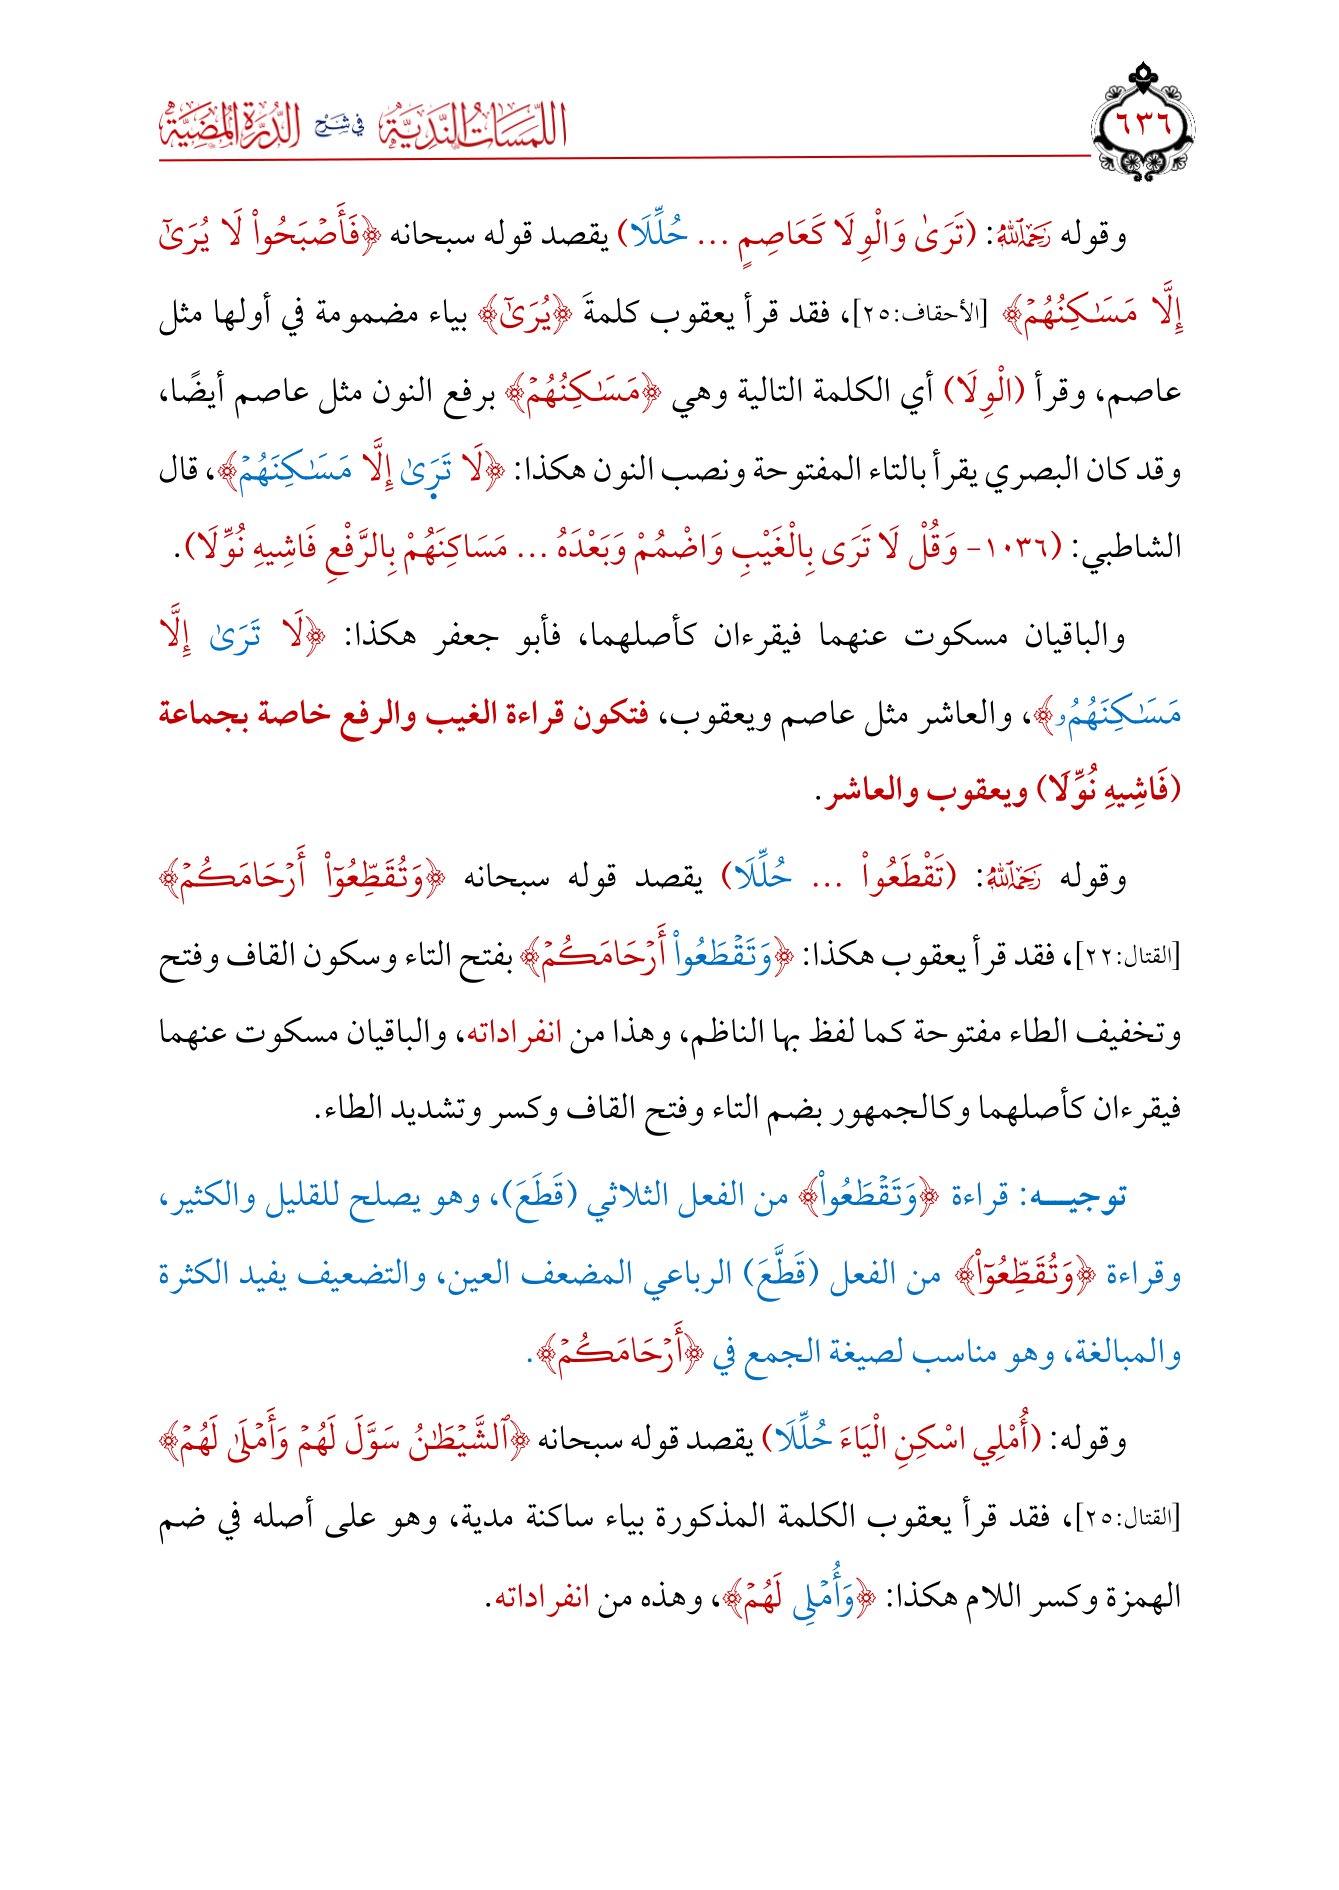 ٦٣٦
اللمسات الندية في شرح الدرة المضية
وقوله رحمه الله: (تَرَىٰ وَالْوِلَا كَعَاصِمٍ ... حُلِّلَا) يقصد قوله سبحانه ﴿فَأَصۡبَحُواْ لَا يُرَىٰٓ
إِلَّا مَسَٰكِنُهُمۡ﴾ [الأحقاف:٢٥]، فقد قرأ يعقوب كلمةَ ﴿يُرَىٰٓ﴾ بياء مضمومة في أولها مثل
عاصم، وقرأ (الْوِلَا) أي الكلمة التالية وهي ﴿مَسَٰكِنُهُمۡ﴾ برفع النون مثل عاصم أيضًا،
وقد كان البصري يقرأ بالتاء المفتوحة ونصب النون هكذا: ﴿لَا تَرَىٰ إِلَّا مَسَٰكِنَهُمۡ﴾، قال
الشاطبي: (١٠٣٦- وَقُلْ لَا تَرَى بِالْغَيْبِ وَاضْمُمْ وَبَعْدَهُ ... مَسَاكِنَهُمْ بِالرَّفْعِ فَاشِيهِ نُوِّلَا).
والباقيان مسكوت عنهما فيقرءان كأصلهما، فأبو جعفر هكذا: ﴿لَا تَرَىٰ إِلَّا
مَسَٰكِنَهُمُۥ﴾، والعاشر مثل عاصم ويعقوب، فتكون قراءة الغيب والرفع خاصة بجماعة
(فَاشِيهِ نُوِّلَا) ويعقوب والعاشر.
وقوله رحمه الله: (تَقْطَعُواْ ... حُلِّلَا) يقصد قوله سبحانه ﴿وَتُقَطِّعُوٓاْ أَرۡحَامَكُمۡ﴾
[القتال:٢٢]، فقد قرأ يعقوب هكذا: ﴿وَتَقۡطَعُواْ أَرۡحَامَكُمۡ﴾ بفتح التاء وسكون القاف وفتح
وتخفيف الطاء مفتوحة كما لفظ بها الناظم، وهذا من انفراداته، والباقيان مسكوت عنهما
فيقرءان كأصلهما وكالجمهور بضم التاء وفتح القاف وكسر وتشديد الطاء.
توجيـــه: قراءة ﴿وَتَقۡطَعُواْ﴾ من الفعل الثلاثي (قَطَعَ)، وهو يصلح للقليل والكثير،
وقراءة ﴿وَتُقَطِّعُوٓاْ﴾ من الفعل (قَطَّعَ) الرباعي المضعف العين، والتضعيف يفيد الكثرة
والمبالغة، وهو مناسب لصيغة الجمع في ﴿أَرۡحَامَكُمۡ﴾.
وقوله: (أُمْلِي اسْكِنِ الْيَاءَ حُلِّلَا) يقصد قوله سبحانه ﴿ٱلشَّيۡطَٰنُ سَوَّلَ لَهُمۡ وَأَمۡلَىٰ لَهُمۡ﴾
[القتال:٢٥]، فقد قرأ يعقوب الكلمة المذكورة بياء ساكنة مدية، وهو على أصله في ضم
الهمزة وكسر اللام هكذا: ﴿وَأُمۡلِي لَهُمۡ﴾، وهذه من انفراداته.